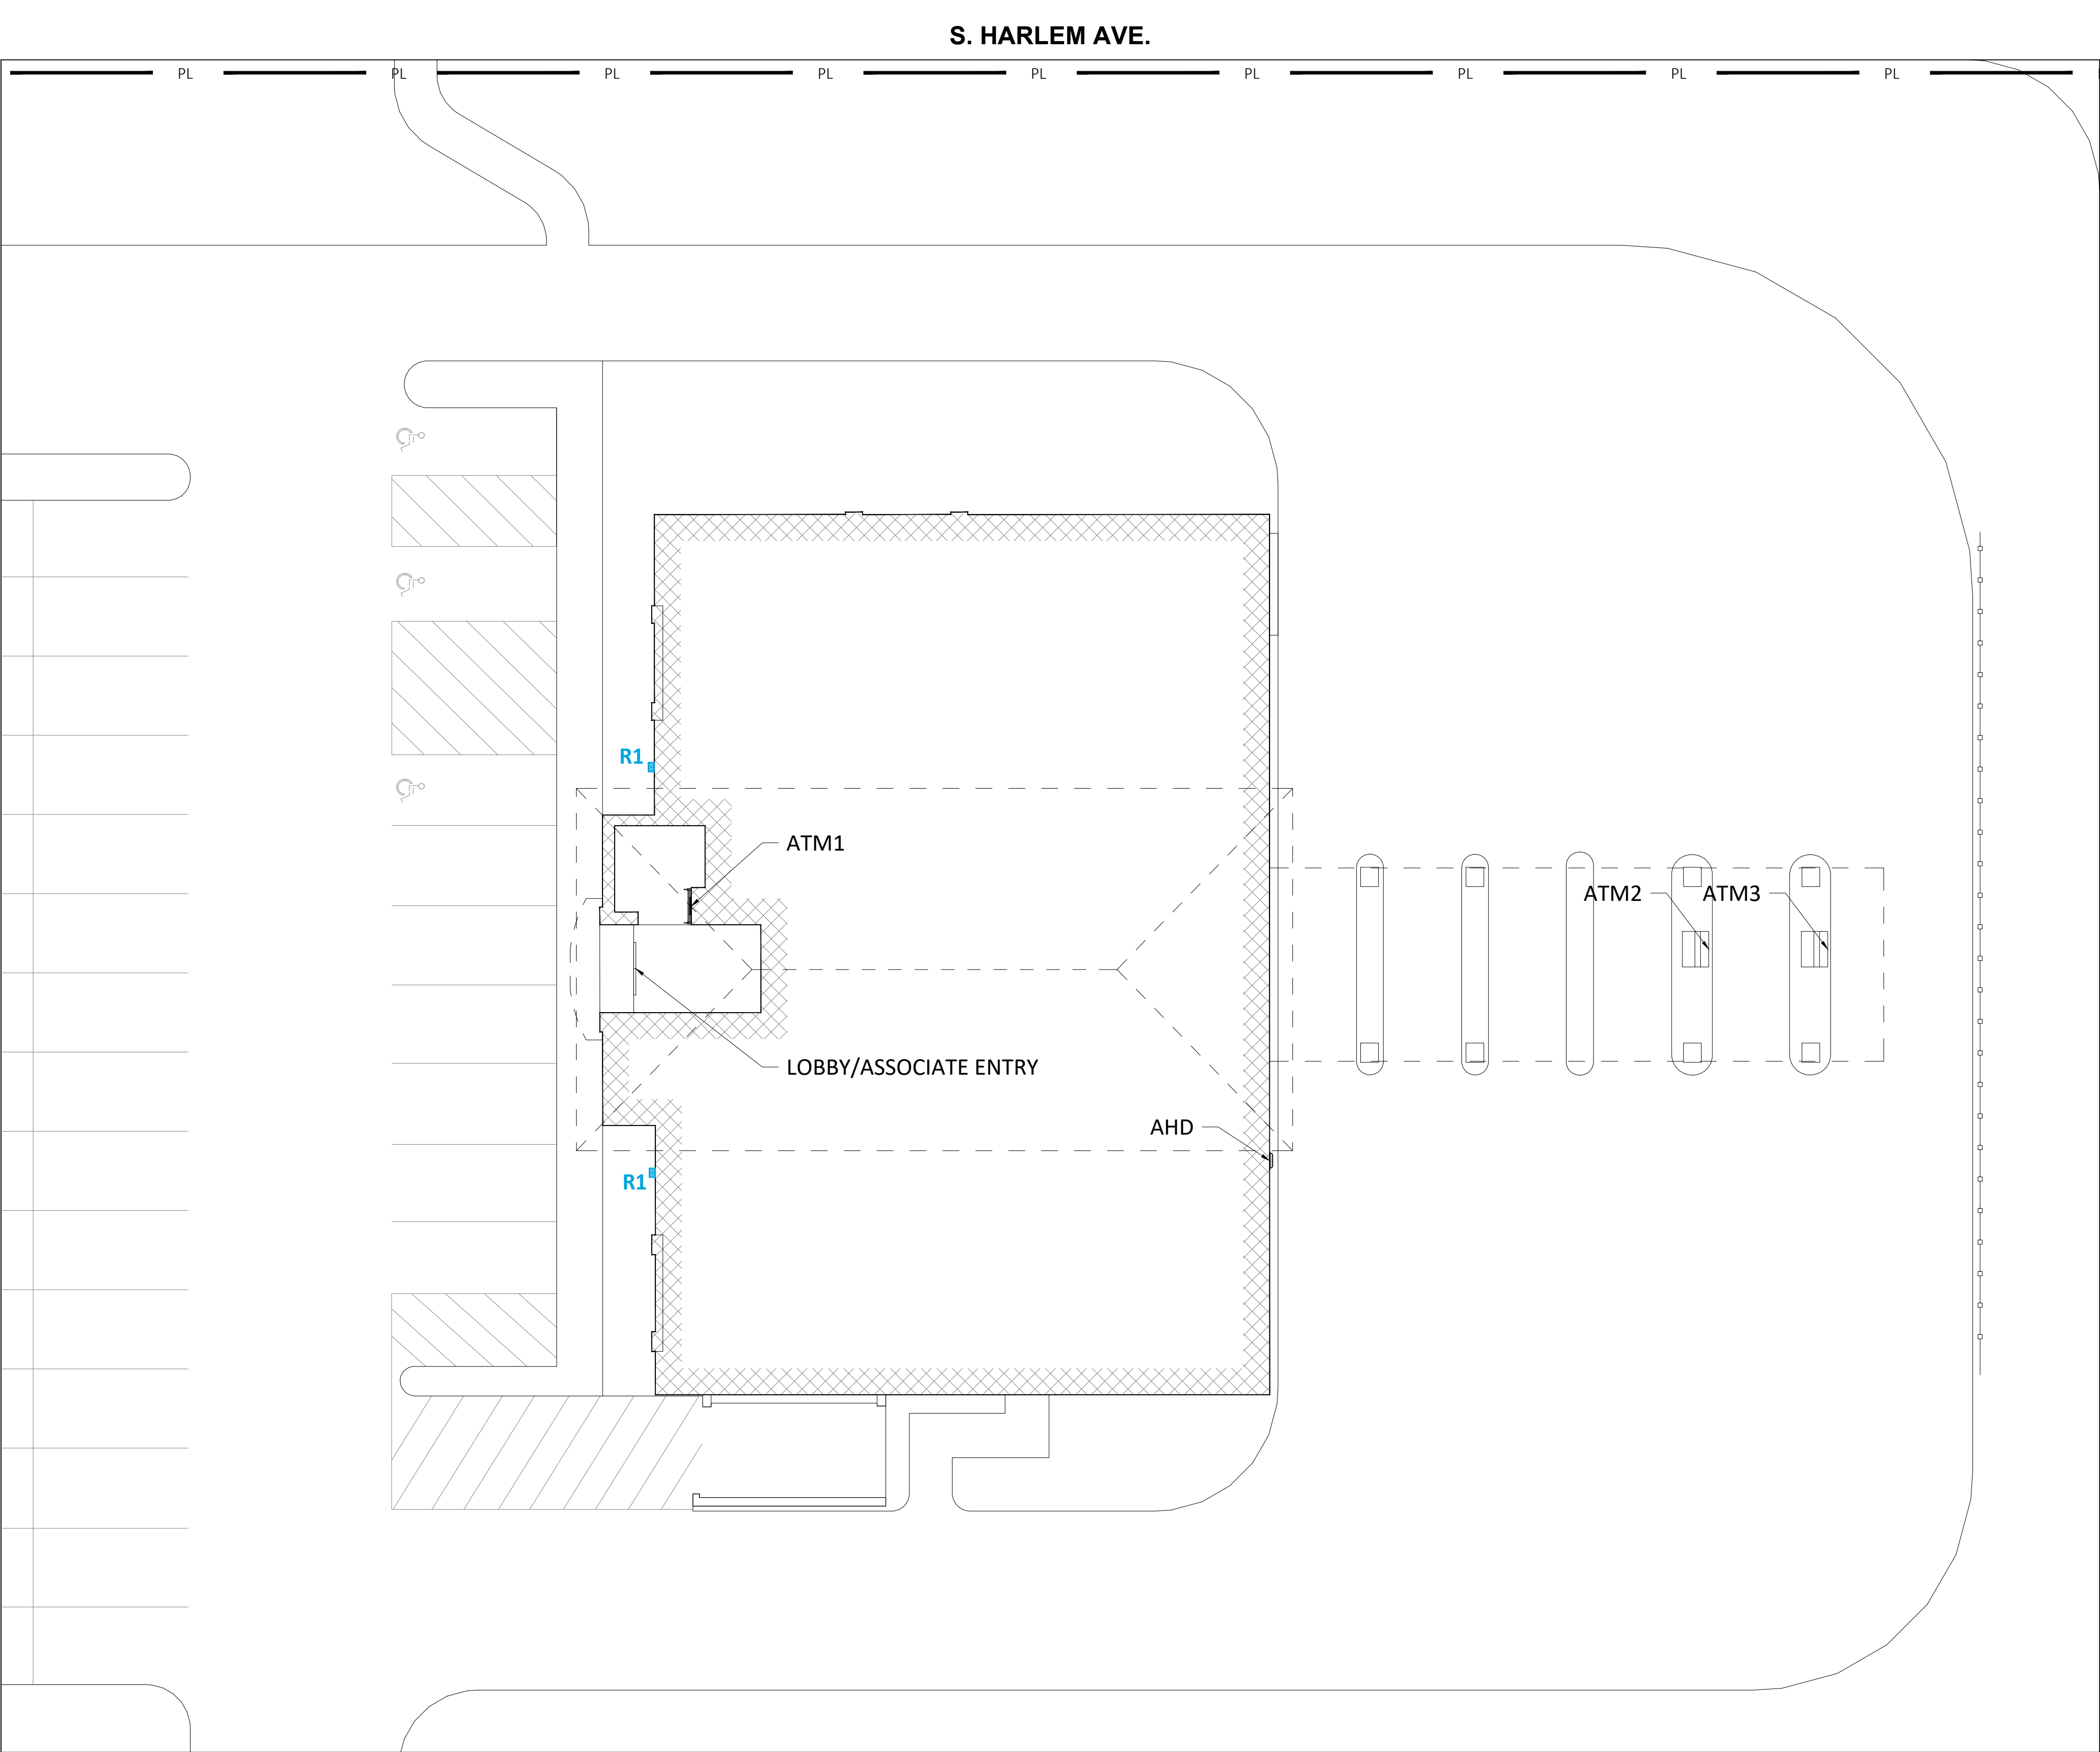 S. HARLEM AVE.
PL PL PL PL PL PL PL PL PL
R1
ATM1
ATM2 ATM3
LOBBY/ASSOCIATE ENTRY
AHD
R1